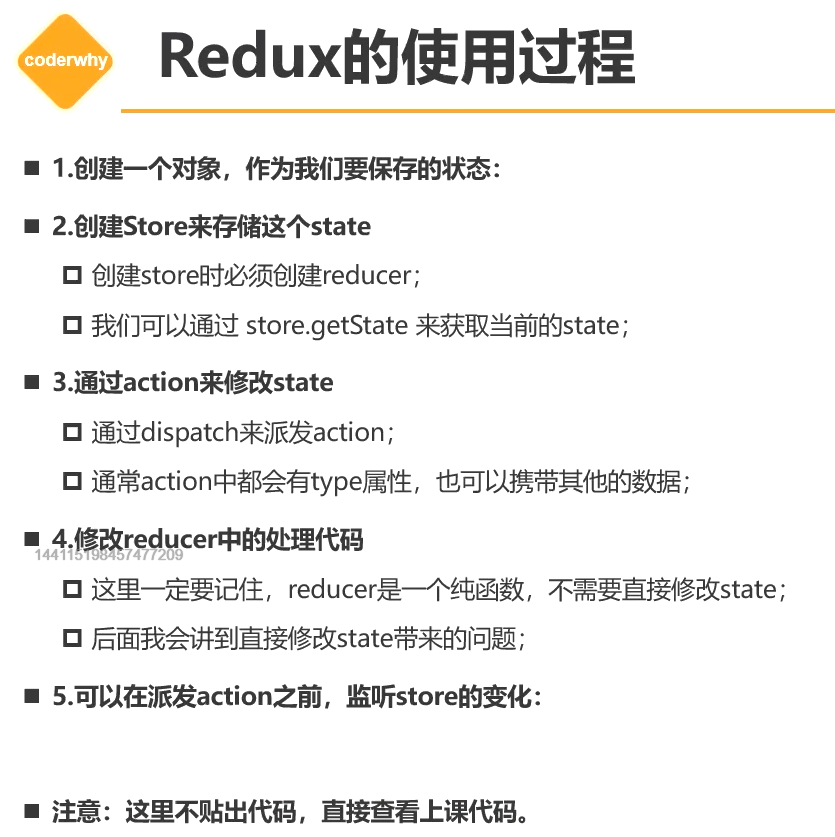 coderwhy
Redux的使用过程
1.创建一个对象，作为我们要保存的状态：
2.创建Store来存储这个state
创建store时必须创建reducer；
我们可以通过 store.getState 来获取当前的state；
3.通过action来修改state
通过dispatch来派发action；
通常action中都会有type属性，也可以携带其他的数据；
4.修改reducer中的处理代码
144115198457477209
这里一定要记住，reducer是一个纯函数，不需要直接修改state；
后面我会讲到直接修改state带来的问题；
5.可以在派发action之前，监听store的变化：
注意：这里不贴出代码，直接查看上课代码。